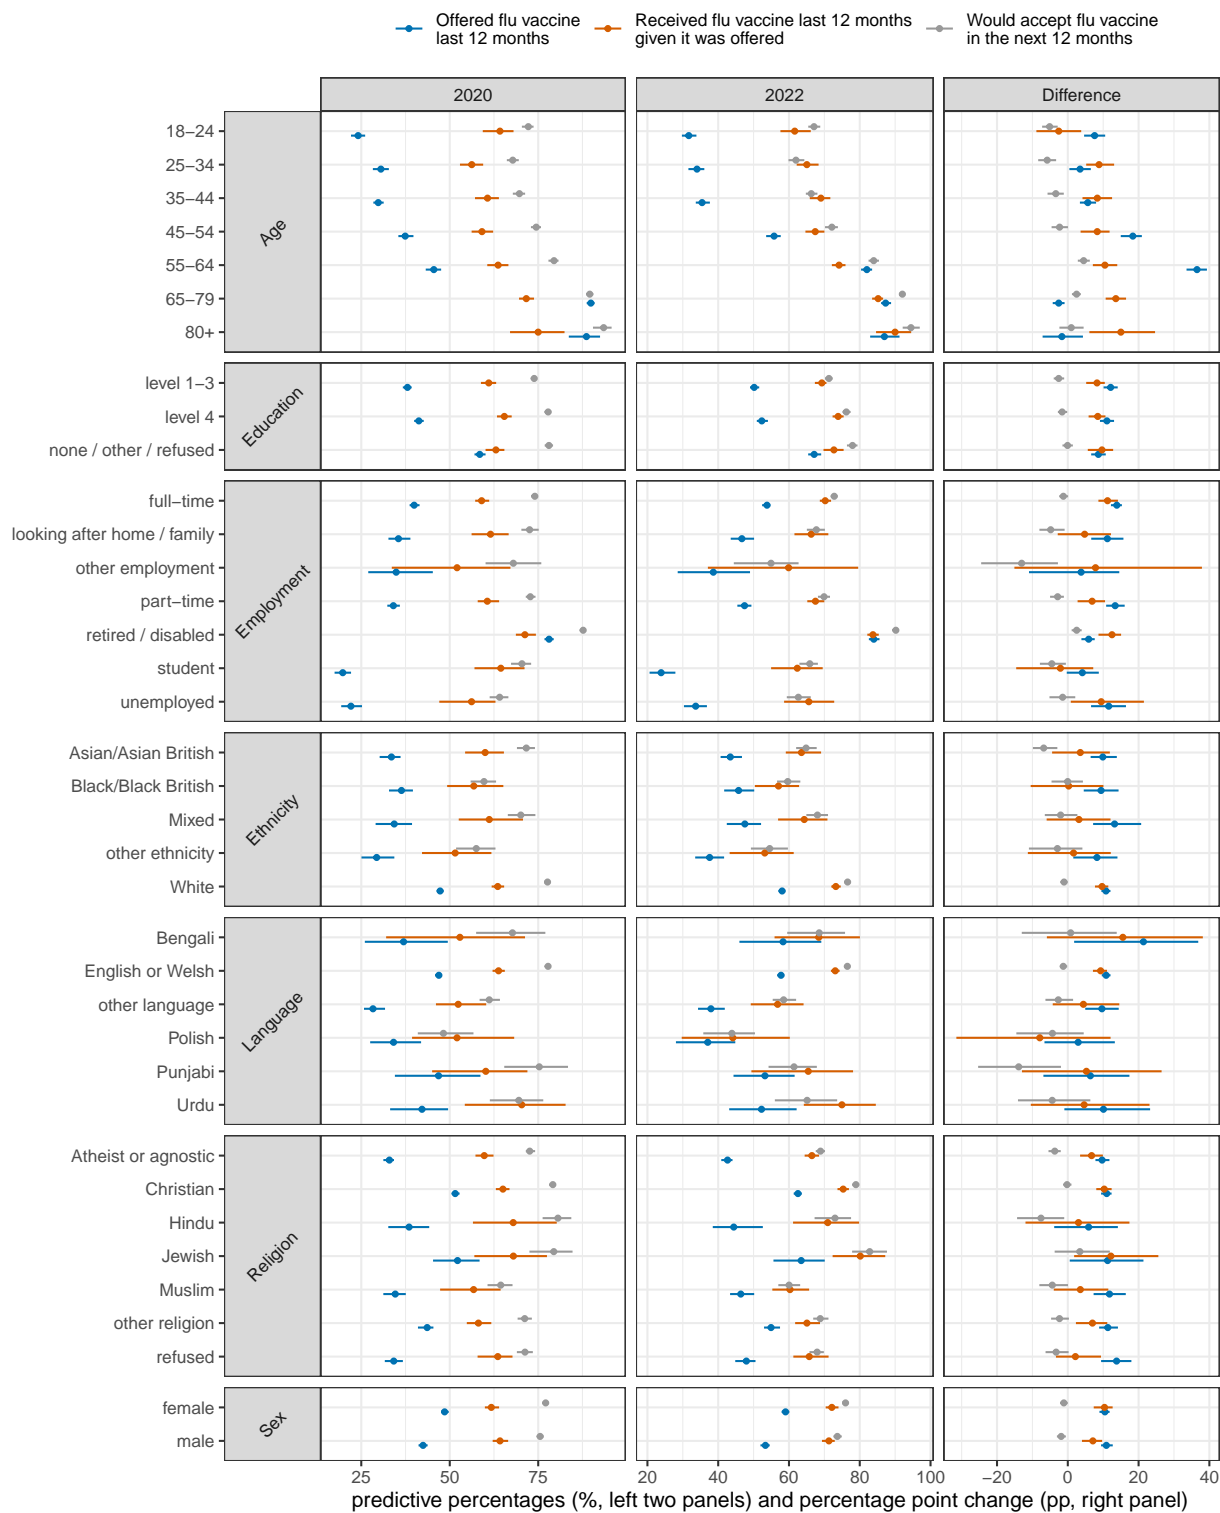 Offered flu vaccine
last 12 months
Received flu vaccine last 12 months
given it was offered
Would accept flu vaccine
in the next 12 months
2020
2022
Difference
Age
18−24
25−34
35−44
45−54
55−64
65−79
80+
Education
level 1−3
level 4
none / other / refused
Employment
full−time
looking after home / family
other employment
part−time
retired / disabled
student
unemployed
Ethnicity
Asian/Asian British
Black/Black British
Mixed
other ethnicity
White
Language
Bengali
English or Welsh
other language
Polish
Punjabi
Urdu
Religion
Atheist or agnostic
Christian
Hindu
Jewish
Muslim
other religion
refused
Sex
female
male
25 50 75 20 40 60 80 100 −20 0 20 40
predictive percentages (%, left two panels) and percentage point change (pp, right panel)